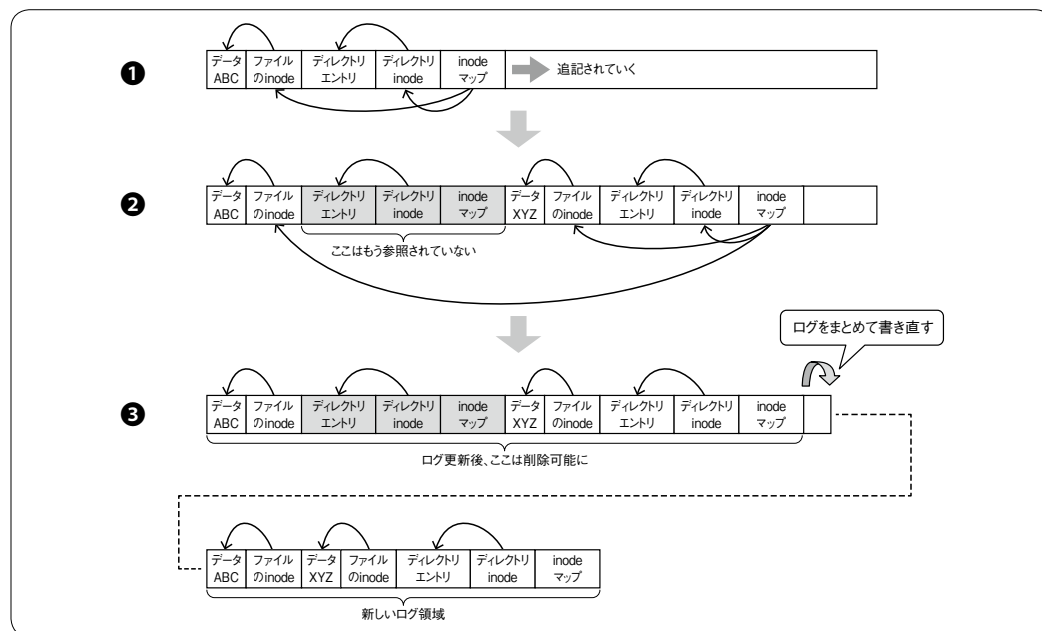 ❶
データ ABC
ファイル のinode
ディレクトリ エントリ
ディレクトリ inode
inode マップ
追記されていく
❷
データ ABC
ファイル のinode
ディレクトリ エントリ
ディレクトリ inode
inode マップ
データ XYZ
ファイル のinode
ディレクトリ エントリ
ディレクトリ inode
inode マップ
ここはもう参照されていない
ログをまとめて書き直す
❸
データ ABC
ファイル のinode
ディレクトリ エントリ
ディレクトリ inode
inode マップ
データ XYZ
ファイル のinode
ディレクトリ エントリ
ディレクトリ inode
inode マップ
ログ更新後、ここは削除可能に
データ ABC
ファイル のinode
データ XYZ
ファイル のinode
ディレクトリ エントリ
ディレクトリ inode
inode マップ
新しいログ領域